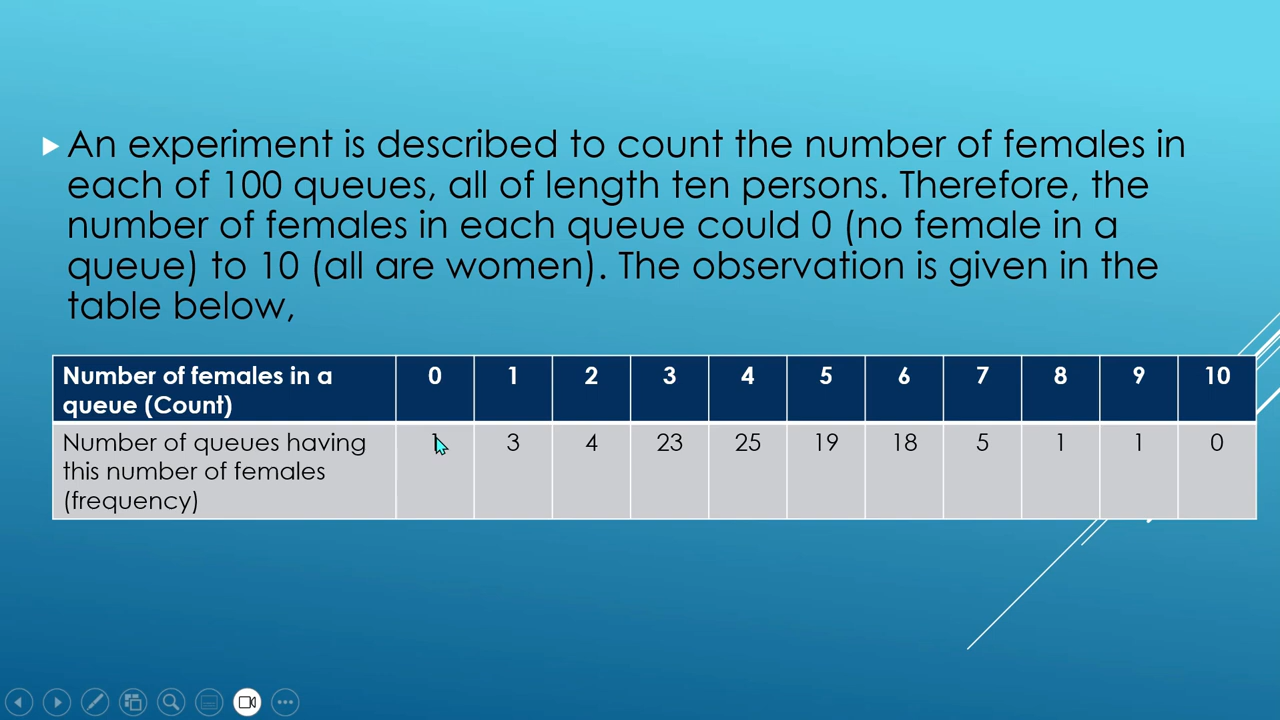 An experiment is described to count the number of females in
each of 100 queues, all of length ten persons. Therefore, the
number of females in each queue could 0 (no female in a
queue) to 10 (all are women). The observation is given in the
table below,
Number of females in a queue (Count) 0 1 2 3 4 5 6 7 8 9 10
Number of queues having this number of females (frequency) 1 3 4 23 25 19 18 5 1 1 0